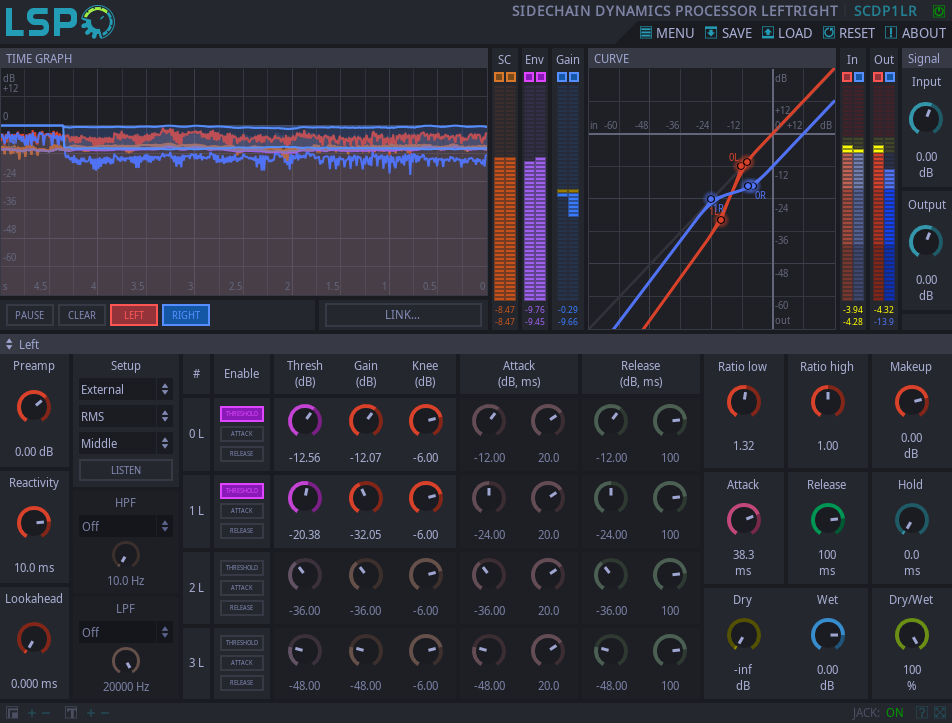 LSP
SIDECHAIN DYNAMICS PROCESSOR LEFTRIGHT SCDP1LR
MENU SAVE LOAD RESET ABOUT
TIME GRAPH
SC Env Gain
CURVE
In Out
Signal
dB
+12
0
-24
-36
-48
-60
s 4.5 4 3.5 3 2.5 2 1.5 1 0.5 0
-8.47 -9.76 -0.29
-8.47 -9.45 -9.66
dB
+12
in -60 -48 -36 -24 -12 0 +12 dB
-12
-24
-36
-48
-60
out
0L
0R
1R
-3.94 -4.32
-4.28 -13.9
Input
0.00
dB
Output
0.00
dB
PAUSE CLEAR LEFT RIGHT LINK...
Left
Preamp
0.00 dB
Reactivity
10.0 ms
Lookahead
0.000 ms
Setup
External
RMS
Middle
LISTEN
HPF
Off
10.0 Hz
LPF
Off
20000 Hz
# Enable Thresh (dB) Gain (dB) Knee (dB) Attack (dB, ms) Release (dB, ms)
0 L THRESHOLD ATTACK RELEASE -12.56 -12.07 -6.00 -12.00 20.0 -12.00 100
1 L THRESHOLD ATTACK RELEASE -20.38 -32.05 -6.00 -24.00 20.0 -24.00 100
2 L THRESHOLD ATTACK RELEASE -36.00 -36.00 -6.00 -36.00 20.0 -36.00 100
3 L THRESHOLD ATTACK RELEASE -48.00 -48.00 -6.00 -48.00 20.0 -48.00 100
Ratio low Ratio high Makeup
1.32 1.00 0.00
dB
Attack Release Hold
38.3 100 0.0
ms ms ms
Dry Wet Dry/Wet
-inf 0.00 100
dB dB %
JACK: ON